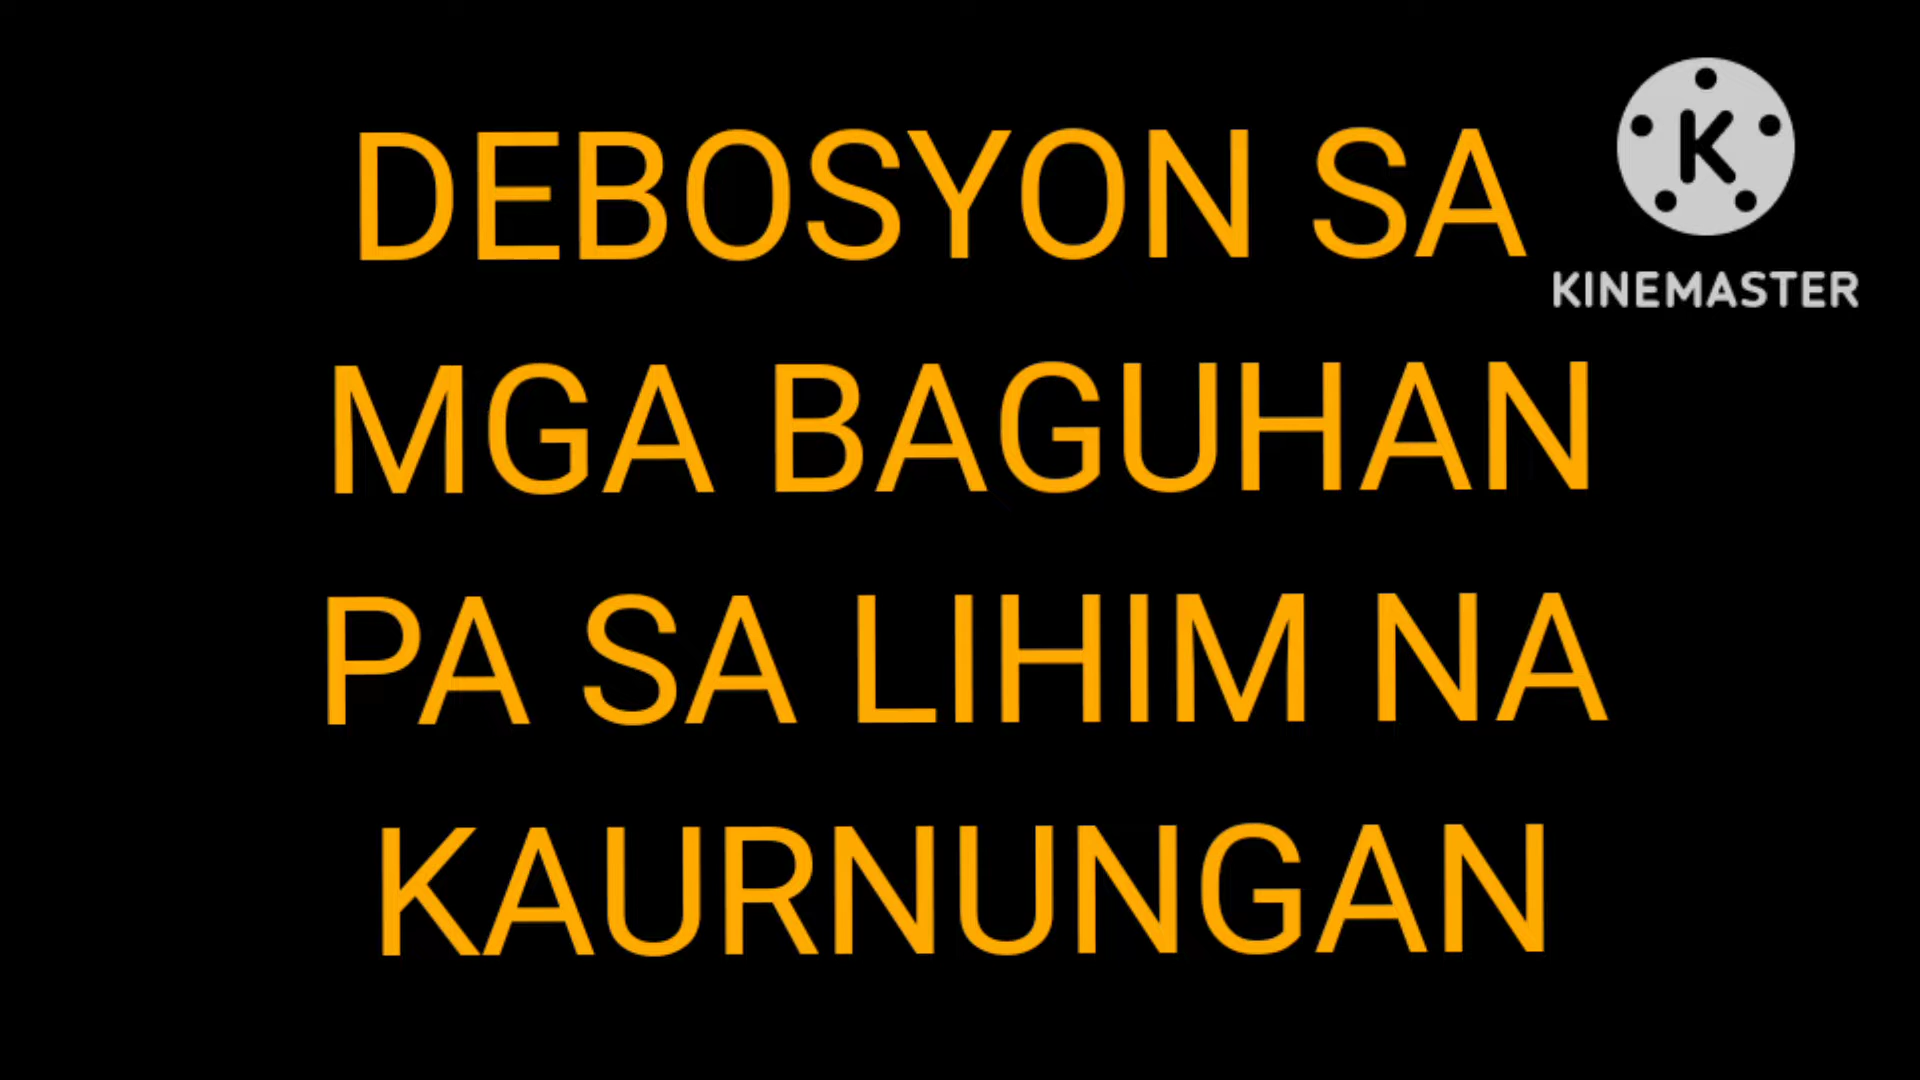 DEBOSYON SA
K
KINEMASTER
MGA BAGUHAN
PA SA LIHIM NA
KAURNUNGAN